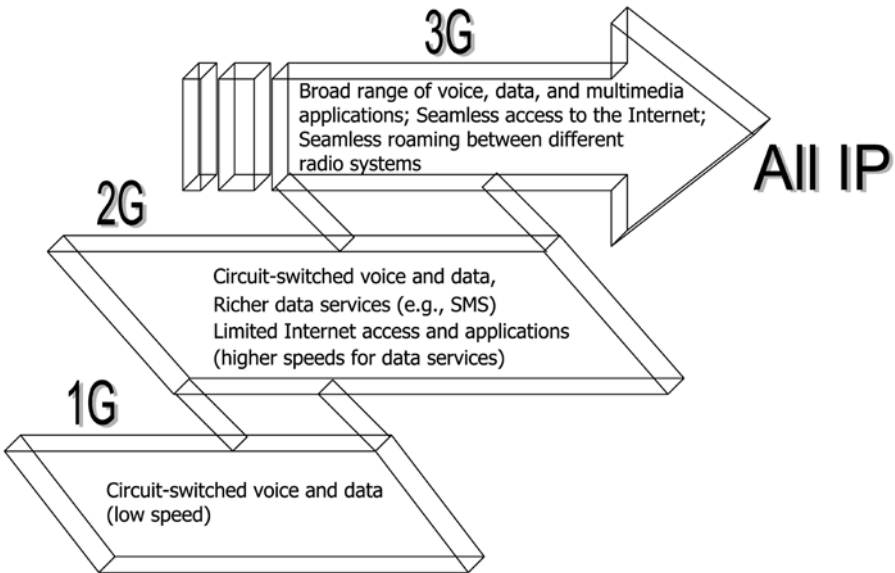 3G
Broad range of voice, data, and multimedia
applications; Seamless access to the Internet;
Seamless roaming between different
radio systems
All IP
2G
Circuit-switched voice and data,
Richer data services (e.g., SMS)
Limited Internet access and applications
(higher speeds for data services)
1G
Circuit-switched voice and data
(low speed)